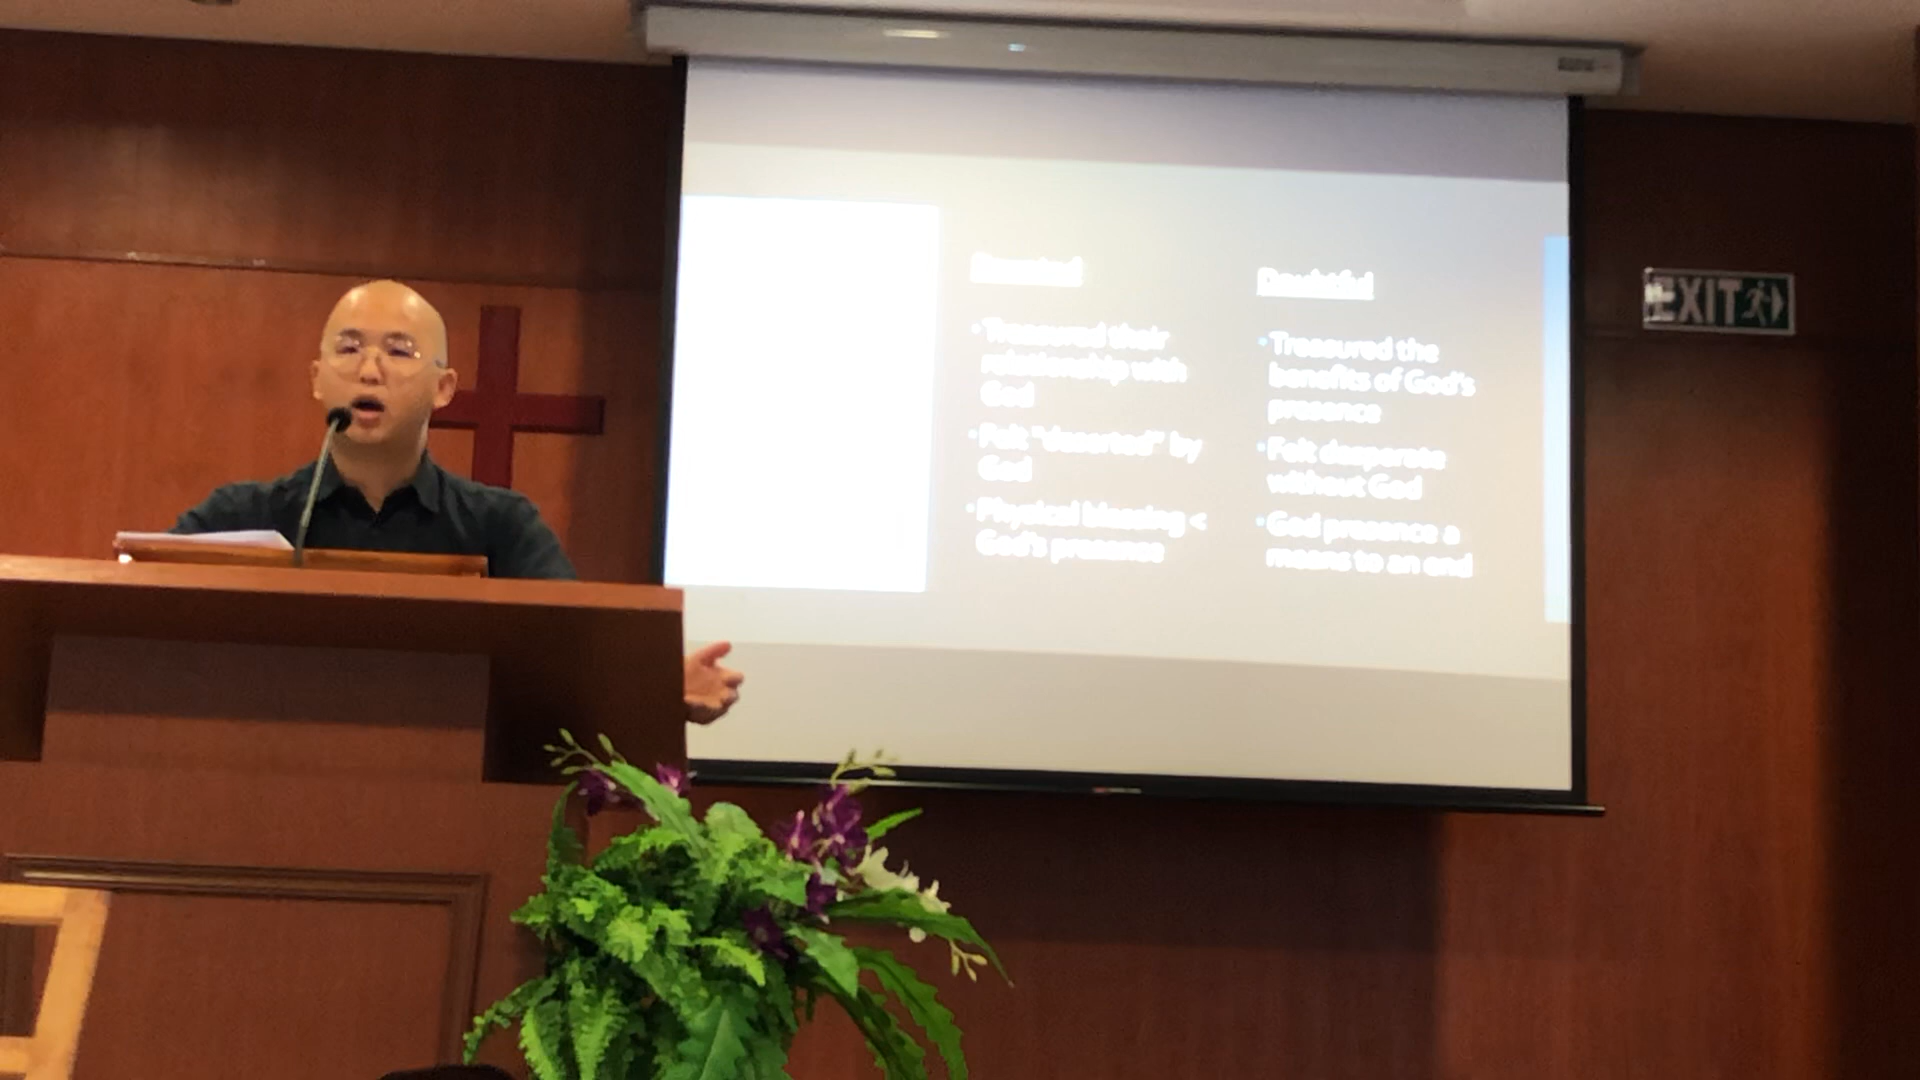 Treasured their
relationship with
God
Felt "deserted" by
God
Physical blessing <
God's presence
Doubtful
Treasured the
benefits of God's
presence
Felt desperate
without God
God presence a
means to an end
EXIT